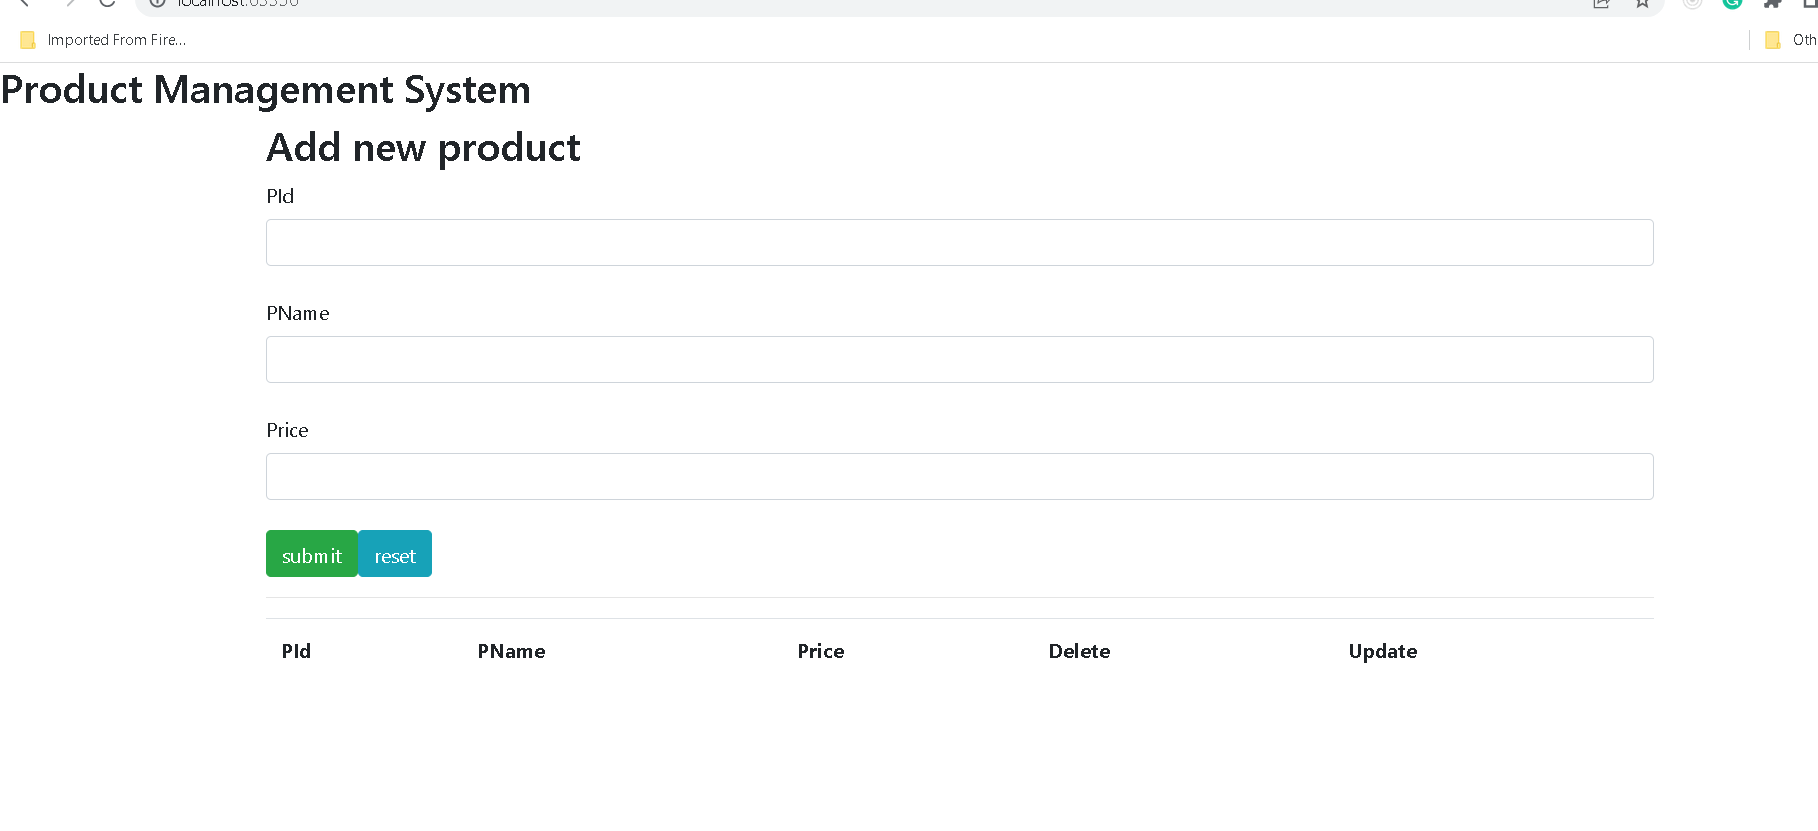 Imported From Fire...
Product Management System
Add new product
PId
PName
Price
submit reset
PId PName Price Delete Update